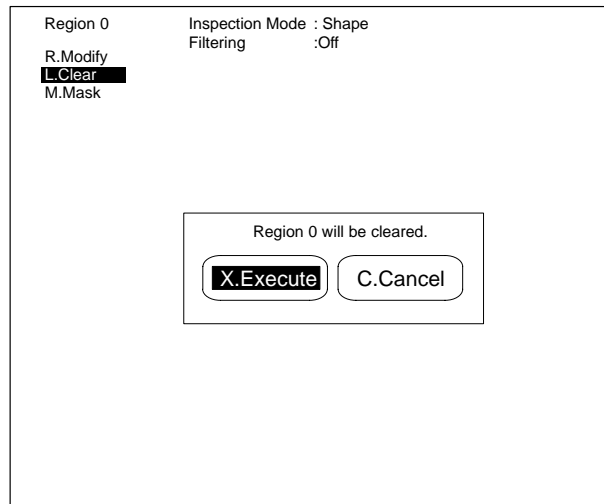 Region 0
Inspection Mode : Shape
Filtering :Off
R.Modify
L.Clear
M.Mask
Region 0 will be cleared.
X.Execute C.Cancel